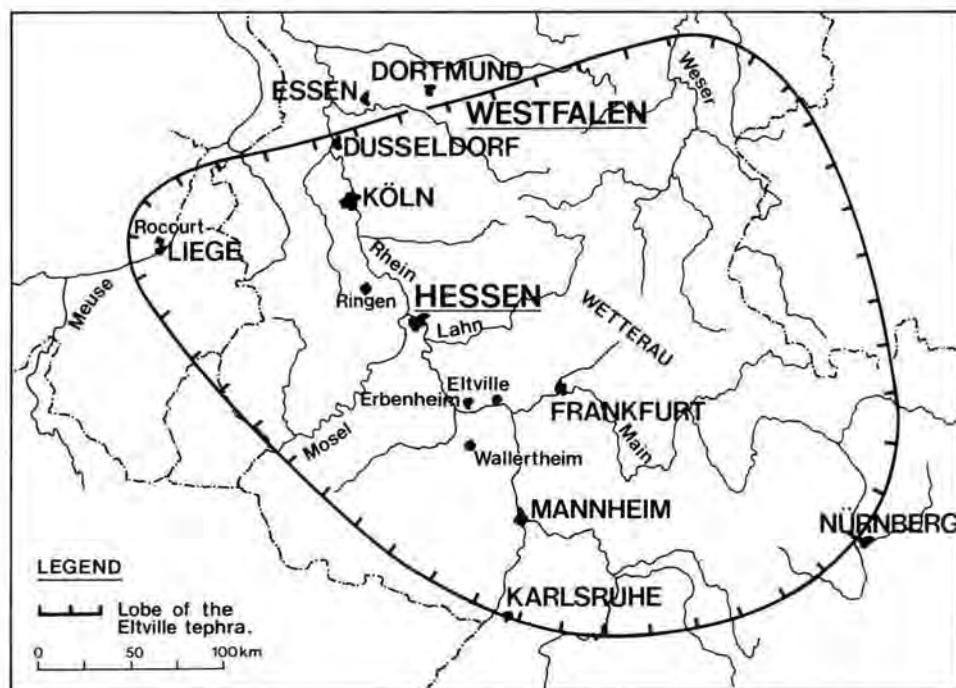 DORTMUND
ESSEN
WESTFALEN
Weser
DUSSELDORF
KÖLN
Rocourt
LIEGE
Rhein
Meuse
Ringen
HESSEN
Lahn
WETTERAU
Eltville
Erbenheim
FRANKFURT
Mosel
Main
Wallertheim
MANNHEIM
NÜRNBERG
KARLSRUHE
LEGEND
Lobe of the
Eltville tephra.
0 50 100km